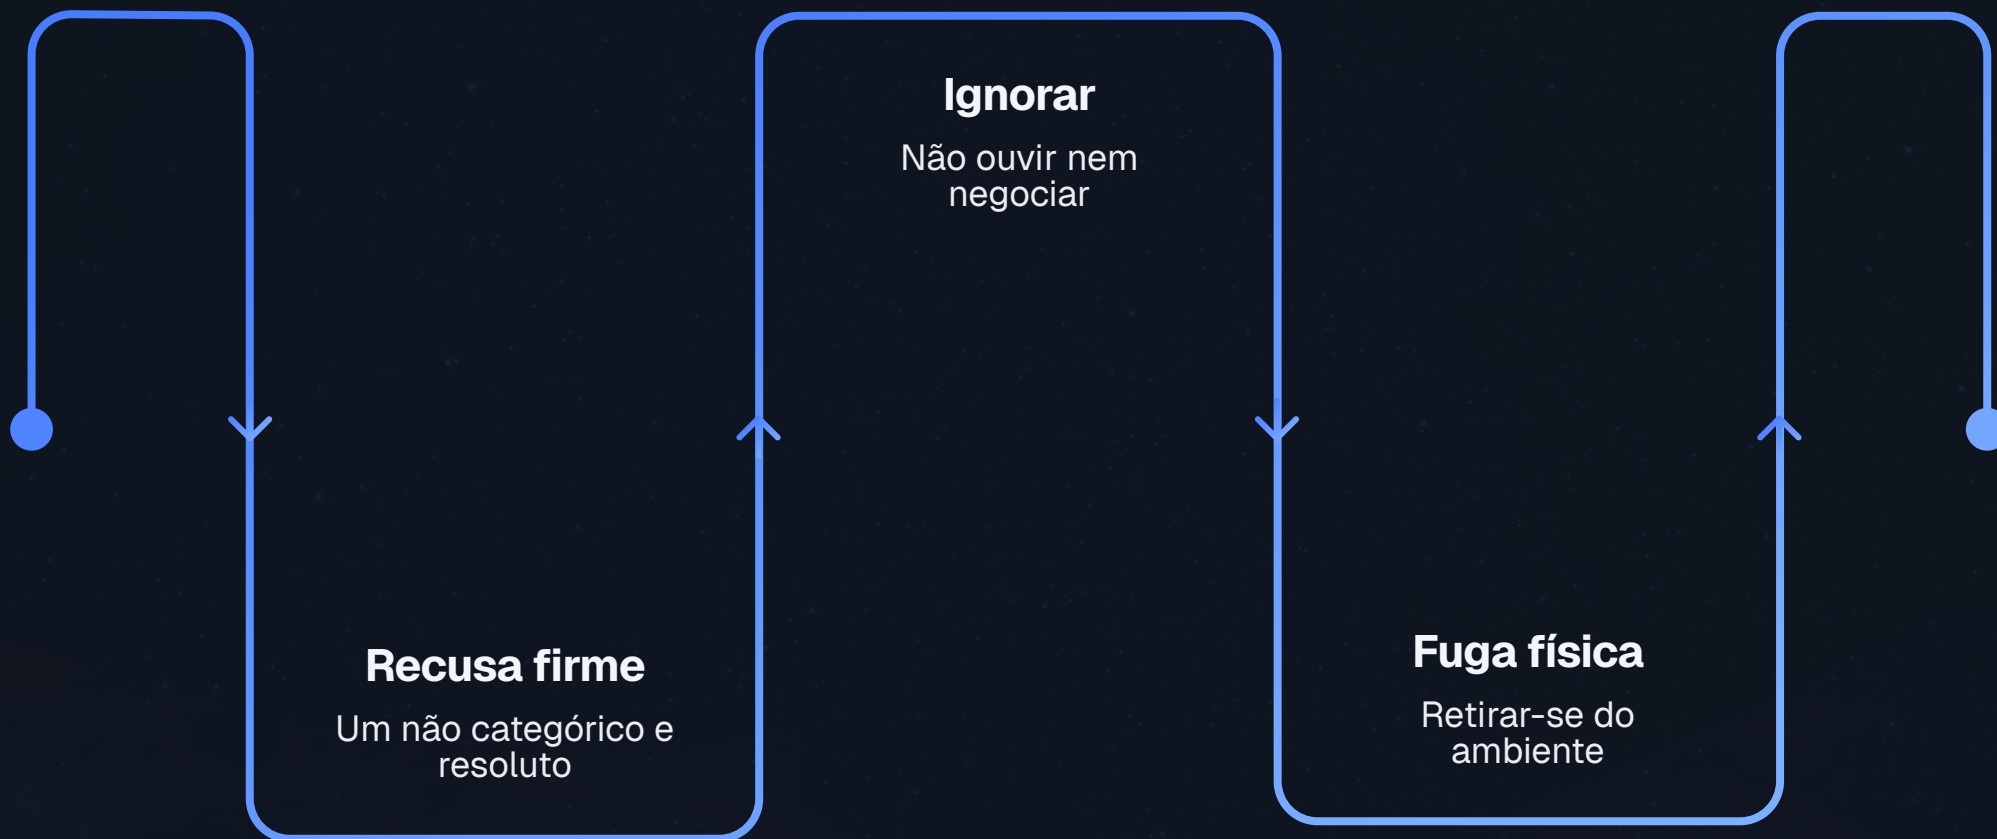 Recusa firme
Um não categórico e
resoluto
Ignorar
Não ouvir nem
negociar
Fuga física
Retirar-se do
ambiente